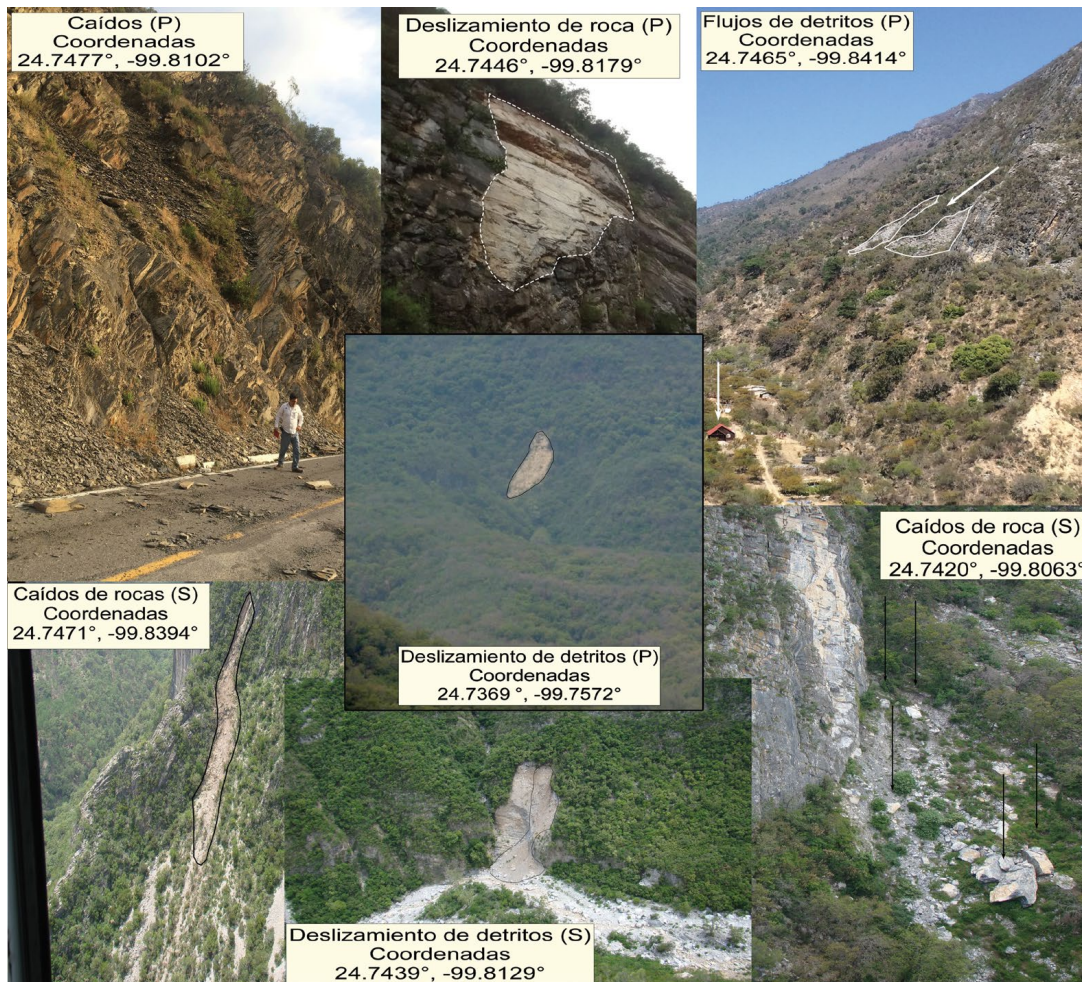 Caídos (P)
Coordenadas
24.7477°, -99.8102°
Deslizamiento de roca (P)
Coordenadas
24.7446°, -99.8179°
Flujos de detritos (P)
Coordenadas
24.7465°, -99.8414°
Caídos de roca (S)
Coordenadas
24.7420°, -99.8063°
Caídos de rocas (S)
Coordenadas
24.7471°, -99.8394°
Deslizamiento de detritos (P)
Coordenadas
24.7369 °, -99.7572°
Deslizamiento de detritos (S)
Coordenadas
24.7439°, -99.8129°